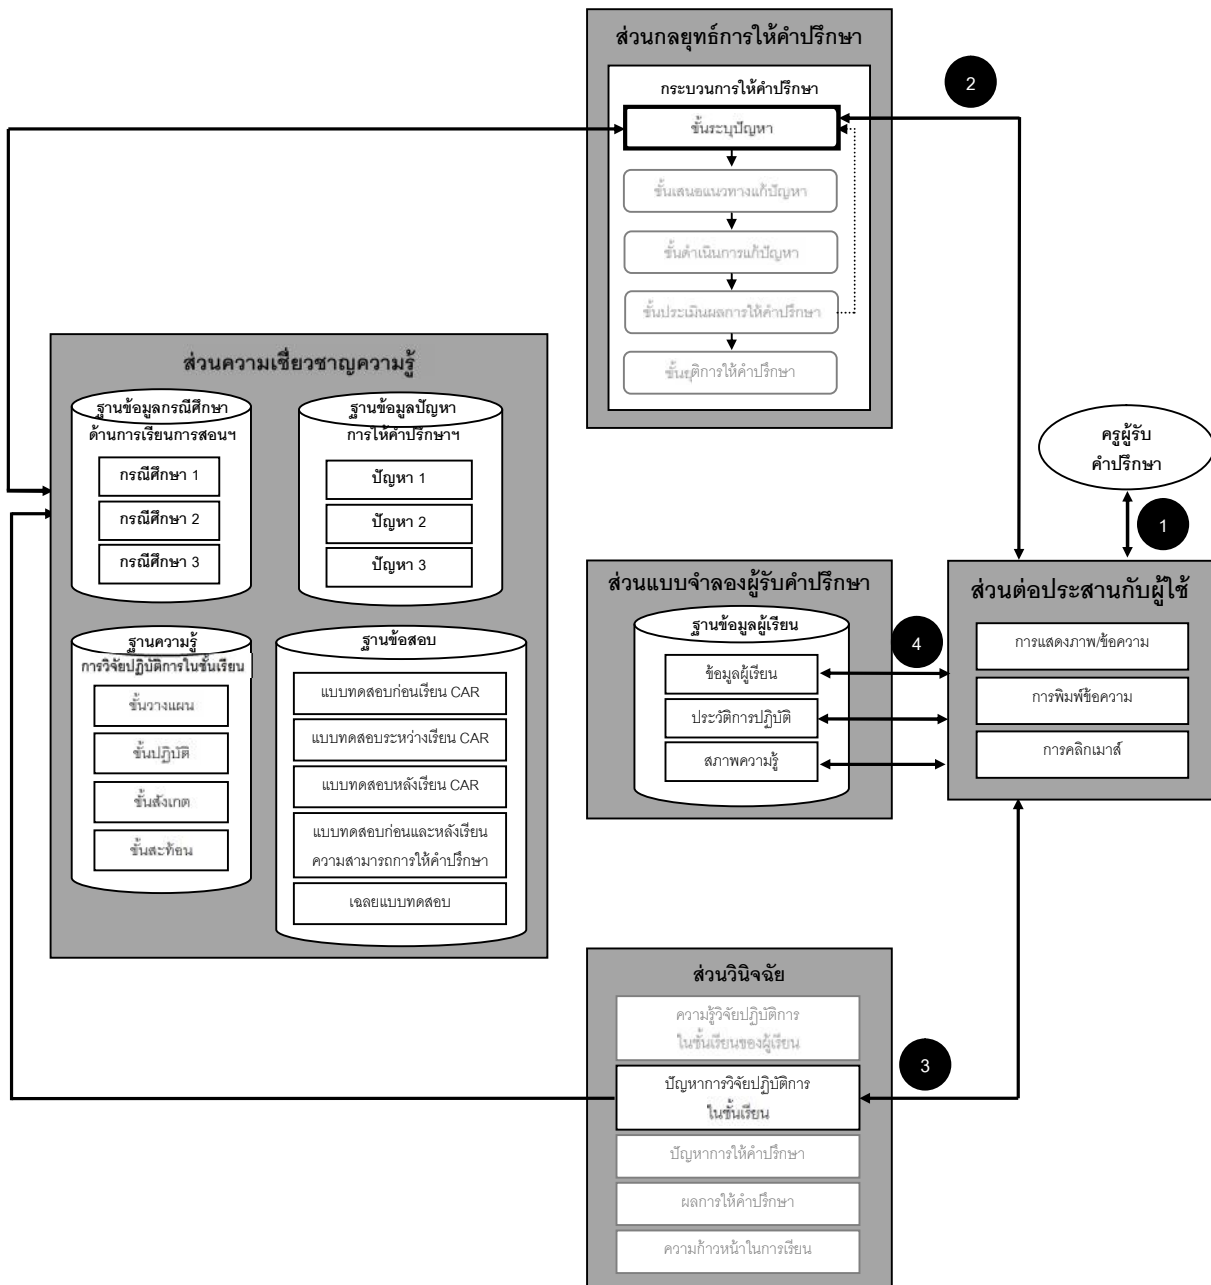 ส่วนกลยุทธ์การให้คำปรึกษา
กระบวนการให้คำปรึกษา
ขั้นระบุปัญหา
ขั้นเสนอแนวทางแก้ปัญหา
ขั้นดำเนินการแก้ปัญหา
ขั้นประเมินผลการให้คำปรึกษา
ขั้นยุติการให้คำปรึกษา
2
ส่วนความเชี่ยวชาญความรู้
ฐานข้อมูลกรณีศึกษา
ด้านการเรียนการสอนฯ
กรณีศึกษา 1
กรณีศึกษา 2
กรณีศึกษา 3
ฐานข้อมูลปัญหา
การให้คำปรึกษาฯ
ปัญหา 1
ปัญหา 2
ปัญหา 3
ฐานความรู้
การวิจัยปฏิบัติการในชั้นเรียน
ขั้นวางแผน
ขั้นปฏิบัติ
ขั้นสังเกต
ขั้นสะท้อน
ฐานข้อสอบ
แบบทดสอบก่อนเรียน CAR
แบบทดสอบระหว่างเรียน CAR
แบบทดสอบหลังเรียน CAR
แบบทดสอบก่อนและหลังเรียน
ความสามารถการให้คำปรึกษา
เฉลยแบบทดสอบ
ครูผู้รับ
คำปรึกษา
1
ส่วนแบบจำลองผู้รับคำปรึกษา
ฐานข้อมูลผู้เรียน
ข้อมูลผู้เรียน
ประวัติการปฏิบัติ
สภาพความรู้
4
ส่วนต่อประสานกับผู้ใช้
การแสดงภาพ/ข้อความ
การพิมพ์ข้อความ
การคลิกเมาส์
ส่วนวินิจฉัย
ความรู้วิจัยปฏิบัติการ
ในชั้นเรียนของผู้เรียน
ปัญหาการวิจัยปฏิบัติการ
ในชั้นเรียน
ปัญหาการให้คำปรึกษา
ผลการให้คำปรึกษา
ความก้าวหน้าในการเรียน
3